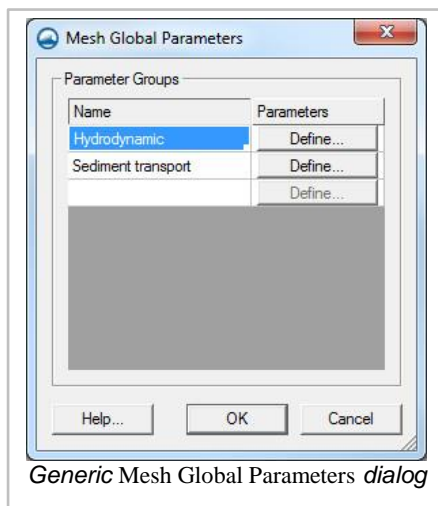 Mesh Global Parameters
Parameter Groups
Name Parameters
Hydrodynamic Define...
Sediment transport Define...
Define...
Help... OK Cancel
Generic Mesh Global Parameters dialog